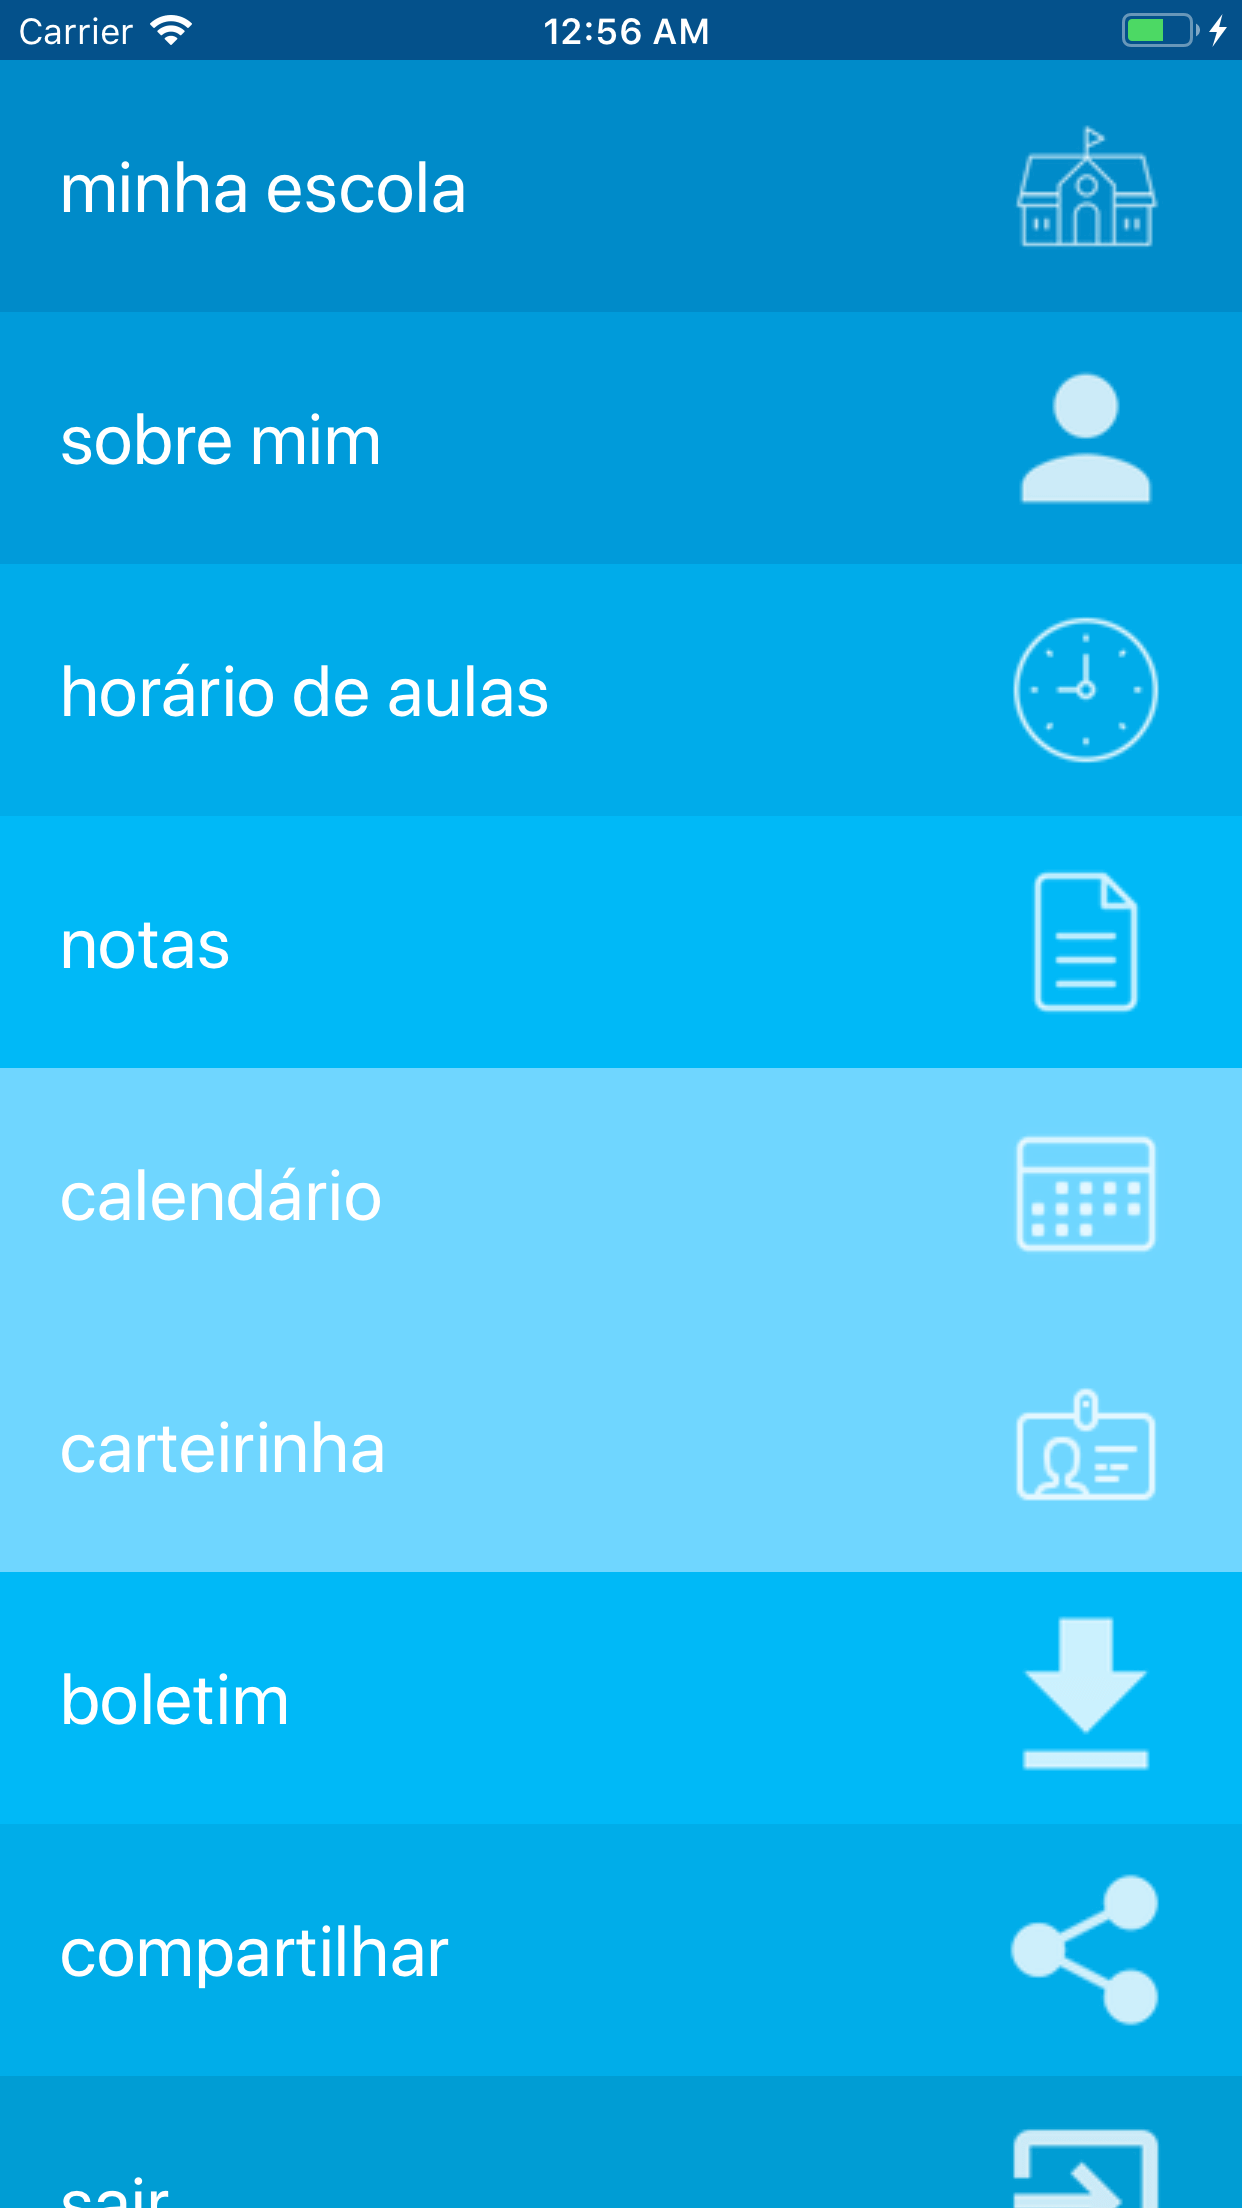 Carrier 12:56 AM
minha escola
sobre mim
horário de aulas
notas
calendário
carteirinha
boletim
compartilhar
sair